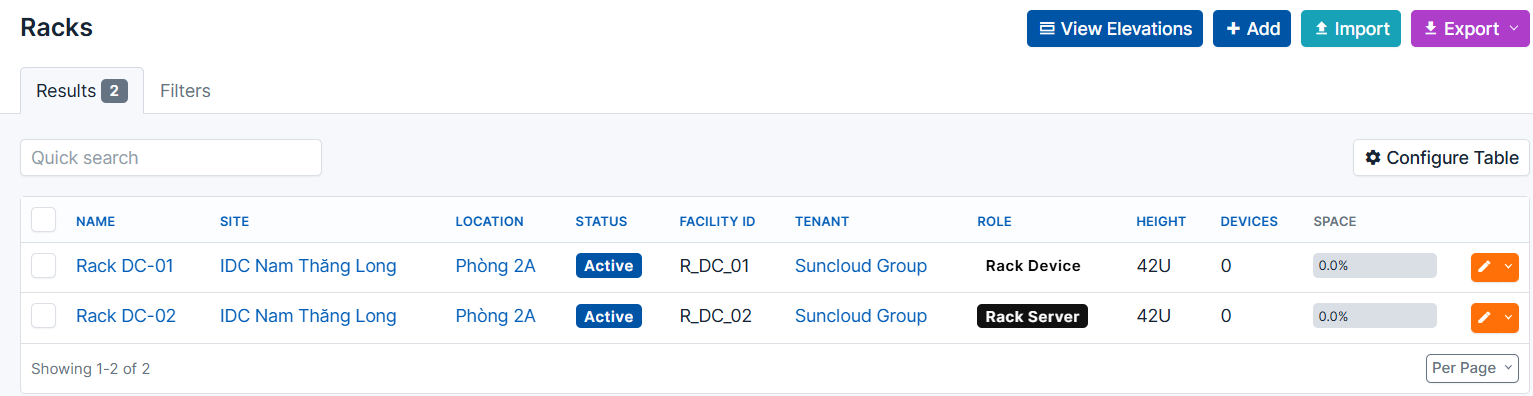 Racks
View Elevations + Add Import Export
Results 2 Filters
Quick search
Configure Table
NAME SITE LOCATION STATUS FACILITY ID TENANT ROLE HEIGHT DEVICES SPACE
Rack DC-01 IDC Nam Thăng Long Phòng 2A Active R_DC_01 Suncloud Group Rack Device 42U 0 0.0%
Rack DC-02 IDC Nam Thăng Long Phòng 2A Active R_DC_02 Suncloud Group Rack Server 42U 0 0.0%
Showing 1-2 of 2
Per Page